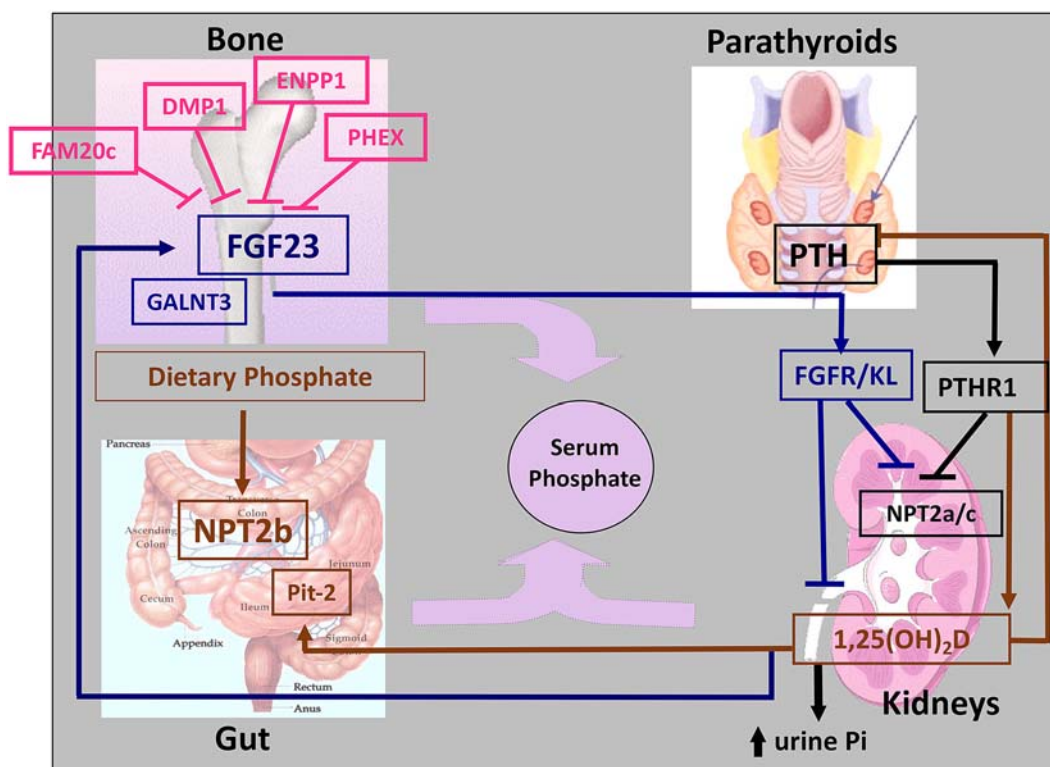 Bone
Parathyroids
ENPP1
DMP1
PHEX
FAM20c
FGF23
PTH
GALNT3
Dietary Phosphate
FGFR/KL
PTHR1
Serum
Phosphate
Pancreas
Colon
Ascending
Colon
NPT2b
NPT2a/c
Jejunum
Pit-2
Cecum
Ileum
Appendix
Sigmoid
1,25(OH)₂D
Rectum
Anus
Kidneys
Gut
urine Pi